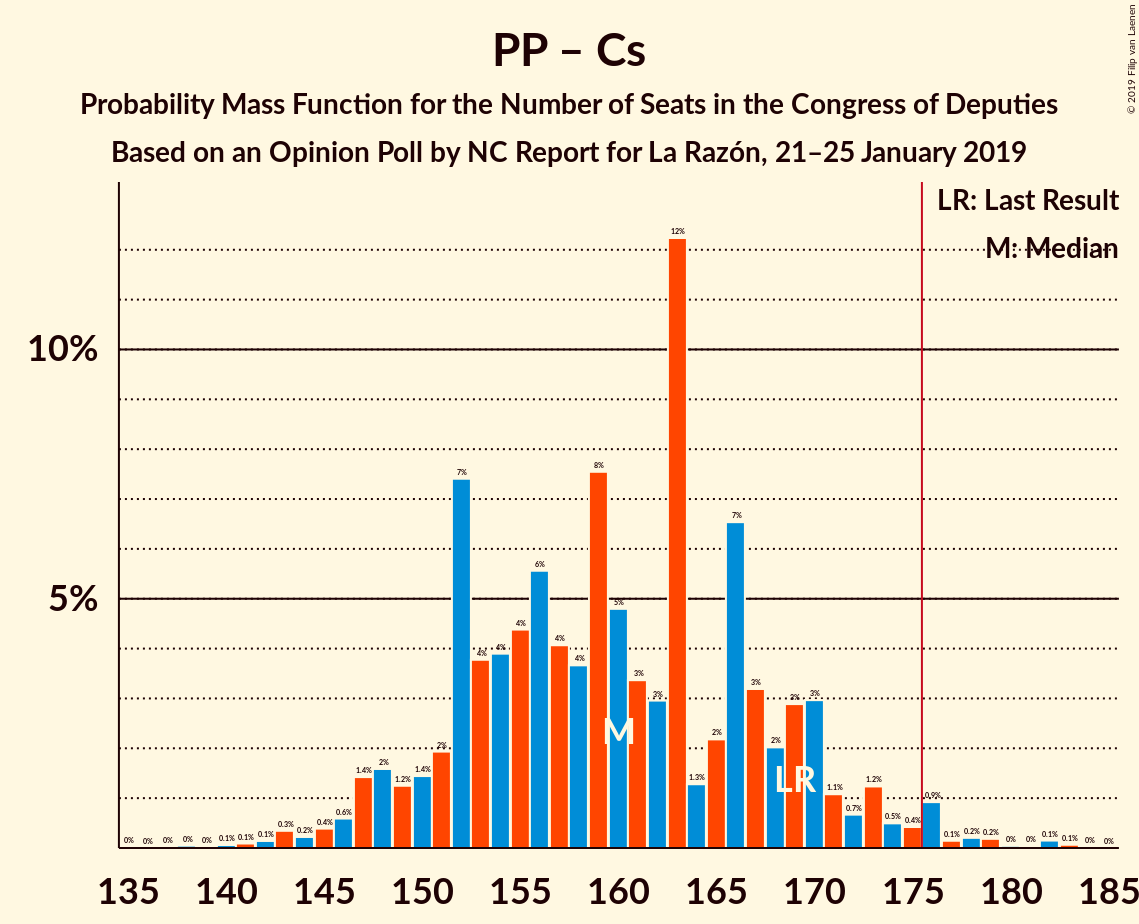 PP – Cs
Probability Mass Function for the Number of Seats in the Congress of Deputies
Based on an Opinion Poll by NC Report for La Razón, 21–25 January 2019
© 2019 Filip van Laenen
LR: Last Result
M: Median
10%
5%
0% 0% 0% 0% 0% 0.1% 0.1% 0.1% 0.3% 0.2% 0.4% 0.6% 1.4% 2% 1.2% 1.4% 2% 7% 4% 4% 4% 6% 4% 4% 8% 5% 3% 3% 12% 1.3% 2% 7% 3% 2% 3% 3% 1.1% 0.7% 1.2% 0.5% 0.4% 0.9% 0.1% 0.2% 0.2% 0% 0% 0.1% 0.1% 0% 0%
M
LR
135 140 145 150 155 160 165 170 175 180 185